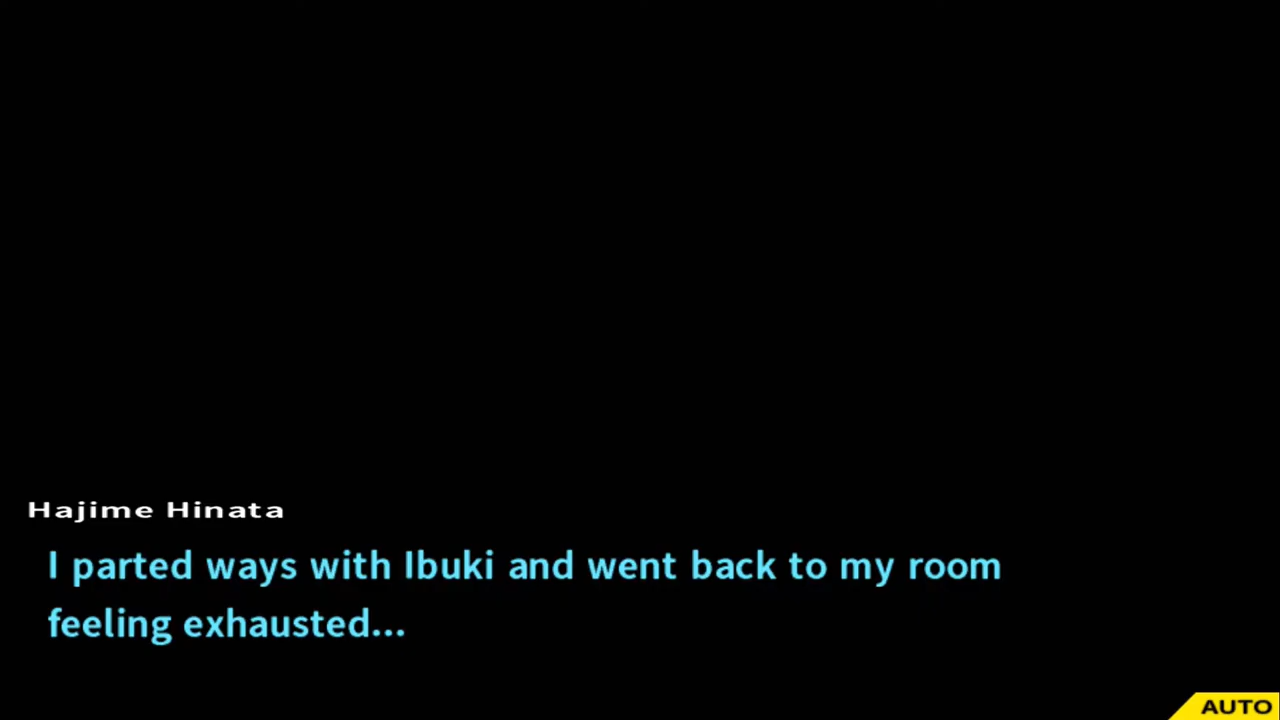 Hajime Hinata
I parted ways with Ibuki and went back to my room
feeling exhausted...
AUTO